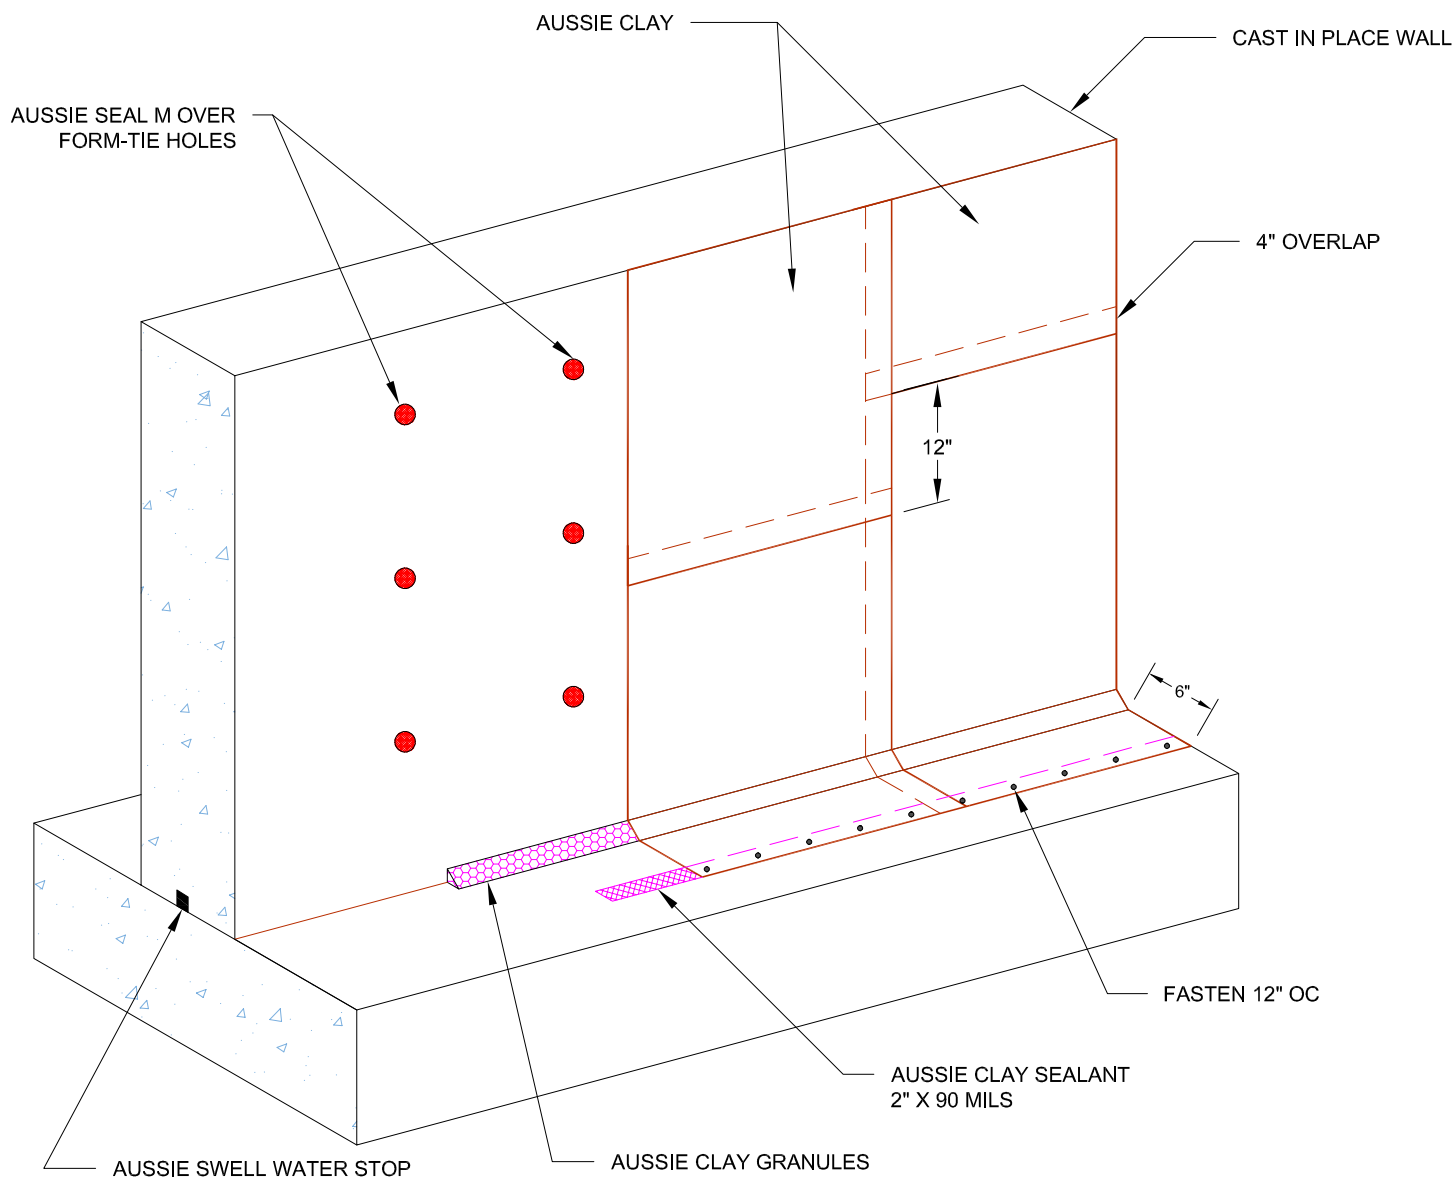 AUSSIE CLAY
CAST IN PLACE WALL
AUSSIE SEAL M OVER
FORM-TIE HOLES
4" OVERLAP
12"
6"
FASTEN 12" OC
AUSSIE CLAY SEALANT
2" X 90 MILS
AUSSIE CLAY GRANULES
AUSSIE SWELL WATER STOP